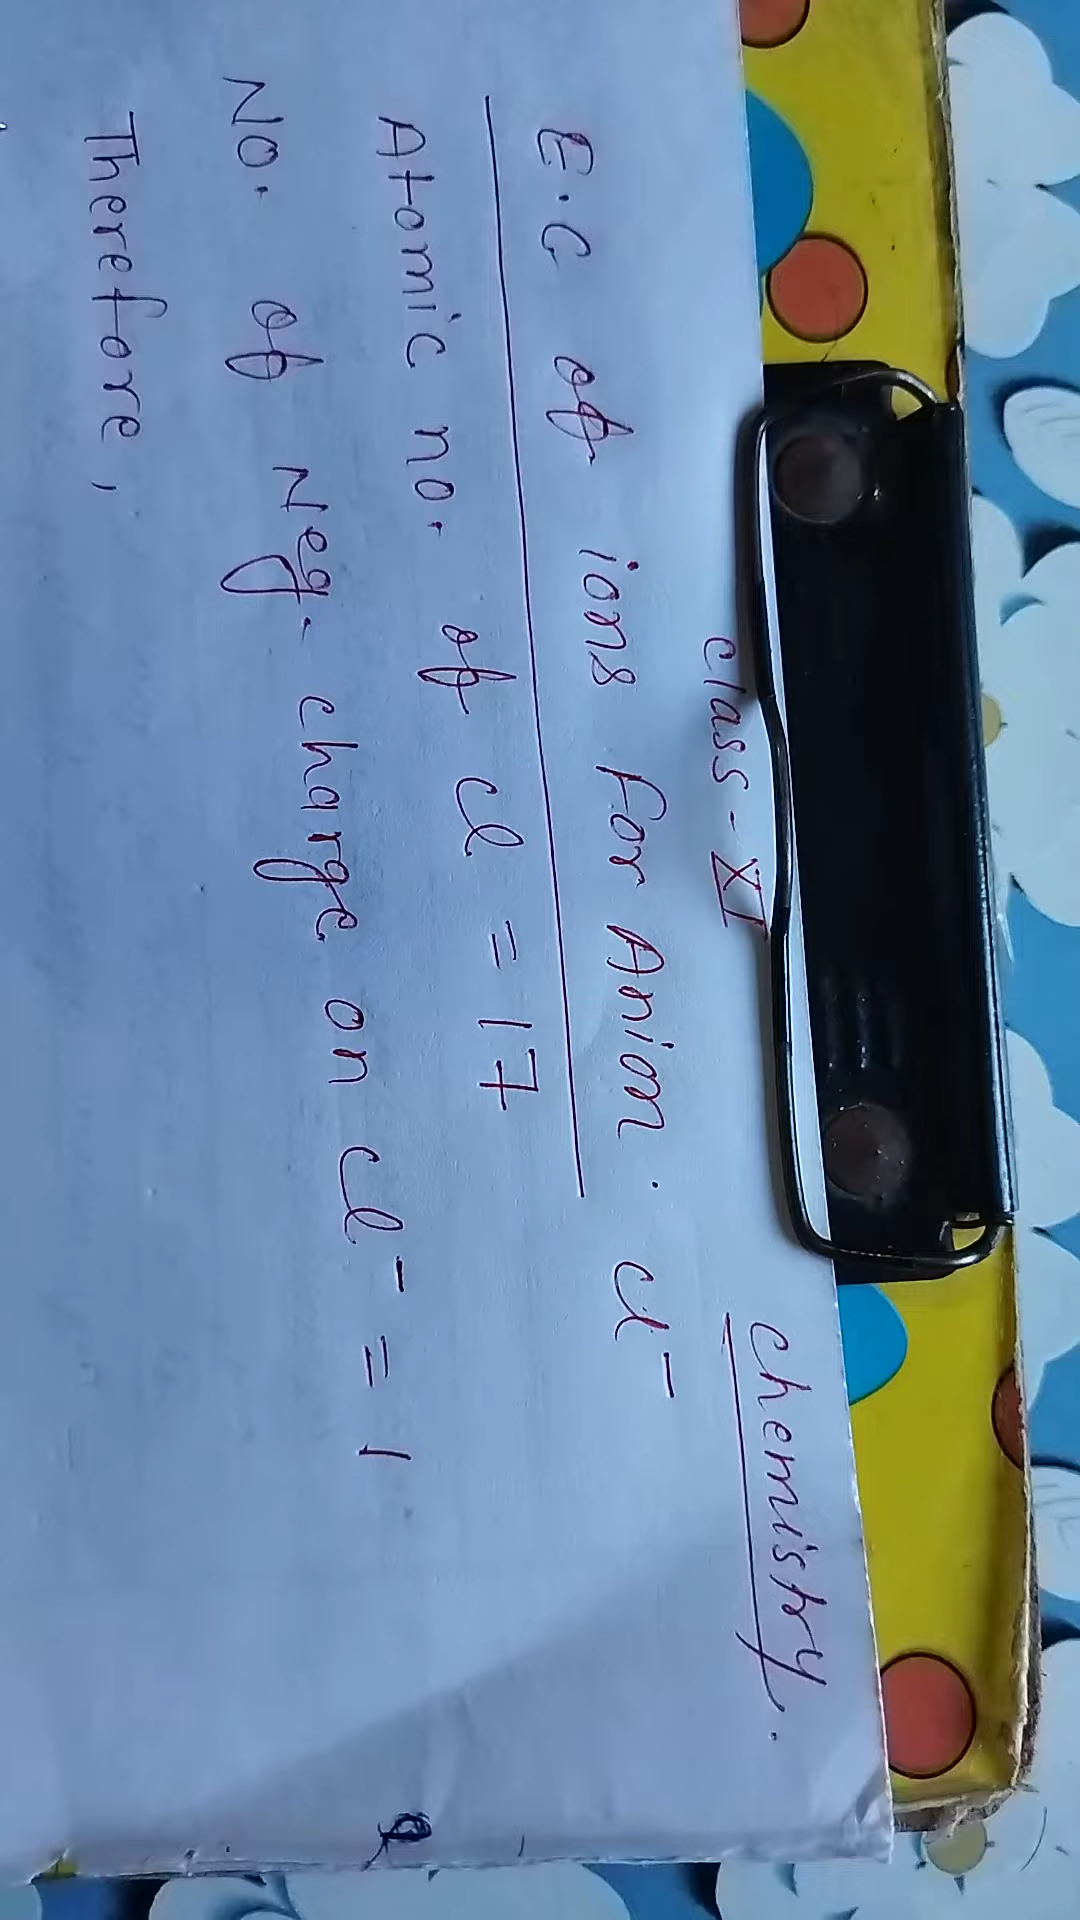 Class-XI
Chemistry.
E.C of ions for Anion. Cl⁻
Atomic no. of Cl = 17
No. of Neg. charge on Cl⁻ = 1
Therefore,